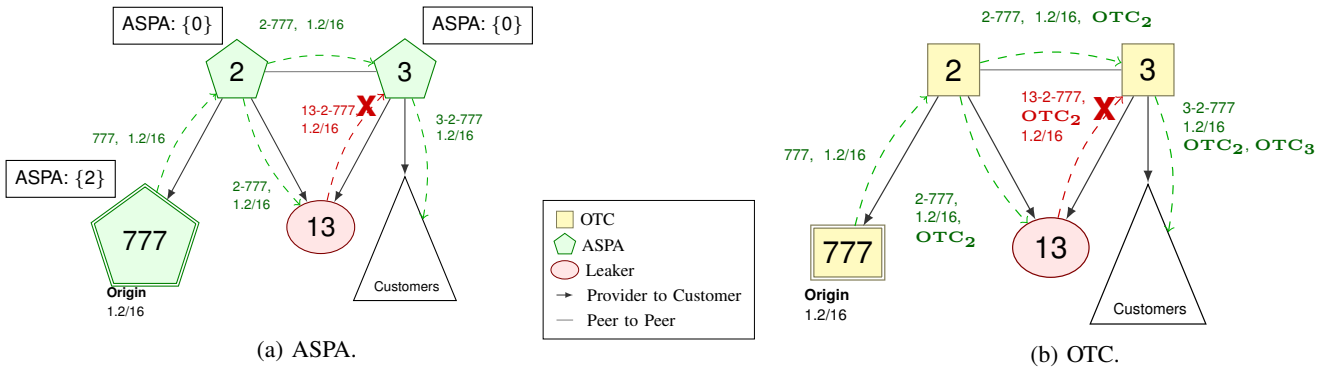 ASPA: {0}
2-777, 1.2/16
ASPA: {0}
2
3
13-2-777,
1.2/16
X
3-2-777
1.2/16
777, 1.2/16
ASPA: {2}
2-777,
1.2/16
777
13
Customers
Origin
1.2/16
(a) ASPA.
OTC
ASPA
Leaker
Provider to Customer
Peer to Peer
2-777, 1.2/16, OTC2
2
3
13-2-777,
OTC2
1.2/16
X
3-2-777
1.2/16
OTC2, OTC3
777, 1.2/16
2-777,
1.2/16,
OTC2
777
13
Customers
Origin
1.2/16
(b) OTC.